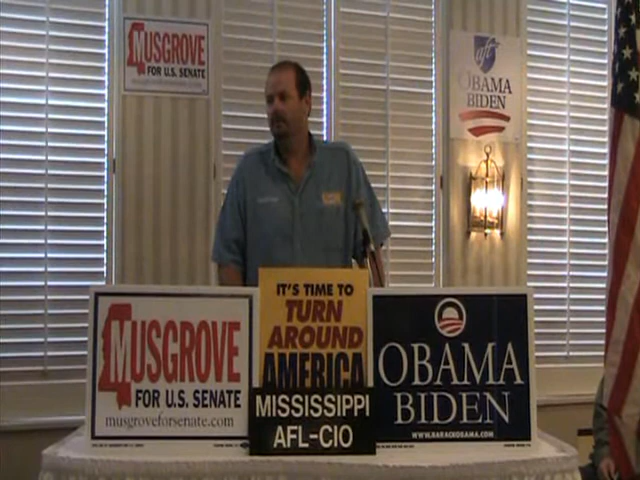 MUSGROVE
FOR U.S. SENATE
aft
OBAMA
BIDEN
IT'S TIME TO
TURN
AROUND
AMERICA
MISSISSIPPI
AFL-CIO
MUSGROVE
FOR U.S. SENATE
musgroveforsenate.com
OBAMA
BIDEN
WWW.BARACKOBAMA.COM